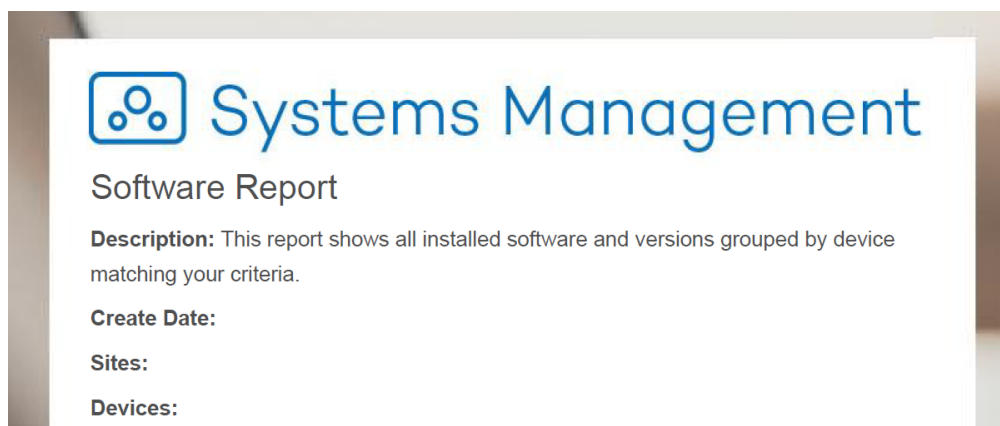 Systems Management
Software Report
Description: This report shows all installed software and versions grouped by device
matching your criteria.
Create Date:
Sites:
Devices: